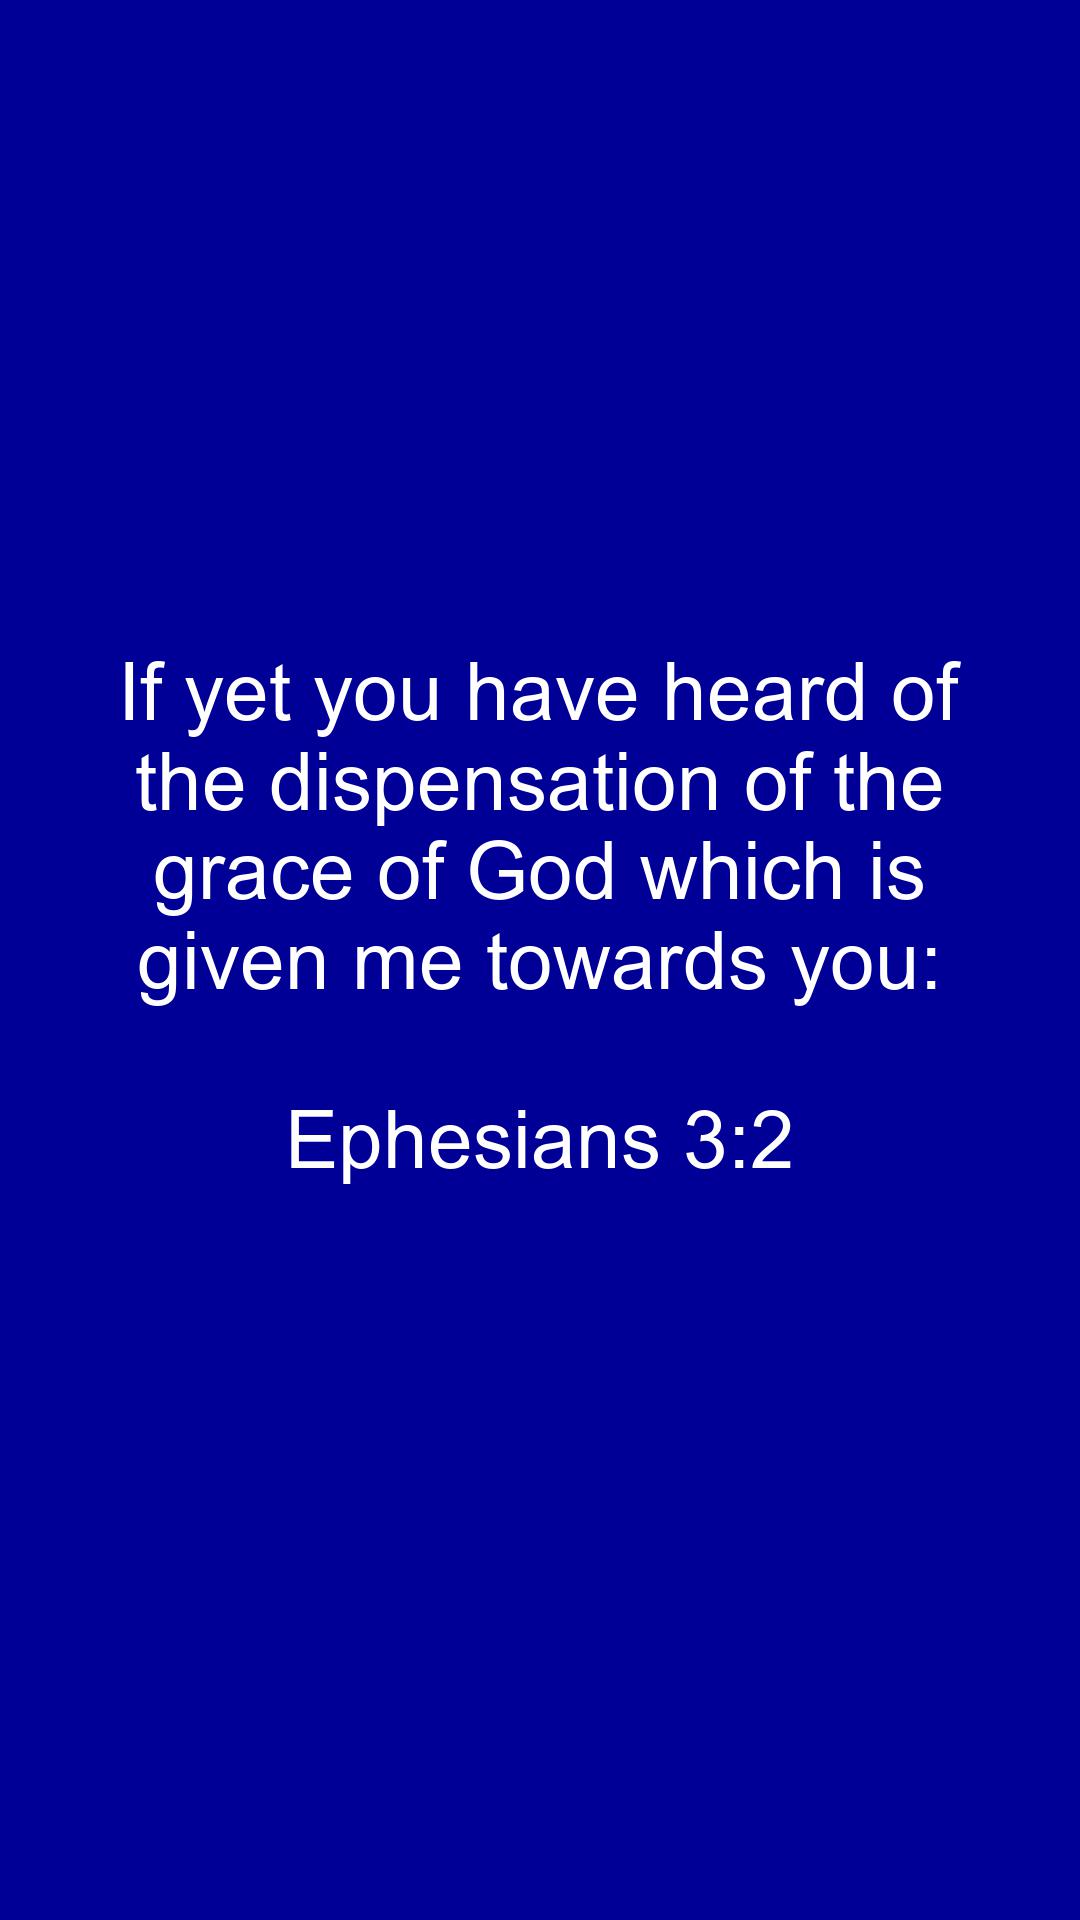 If yet you have heard of
the dispensation of the
grace of God which is
given me towards you:
Ephesians 3:2